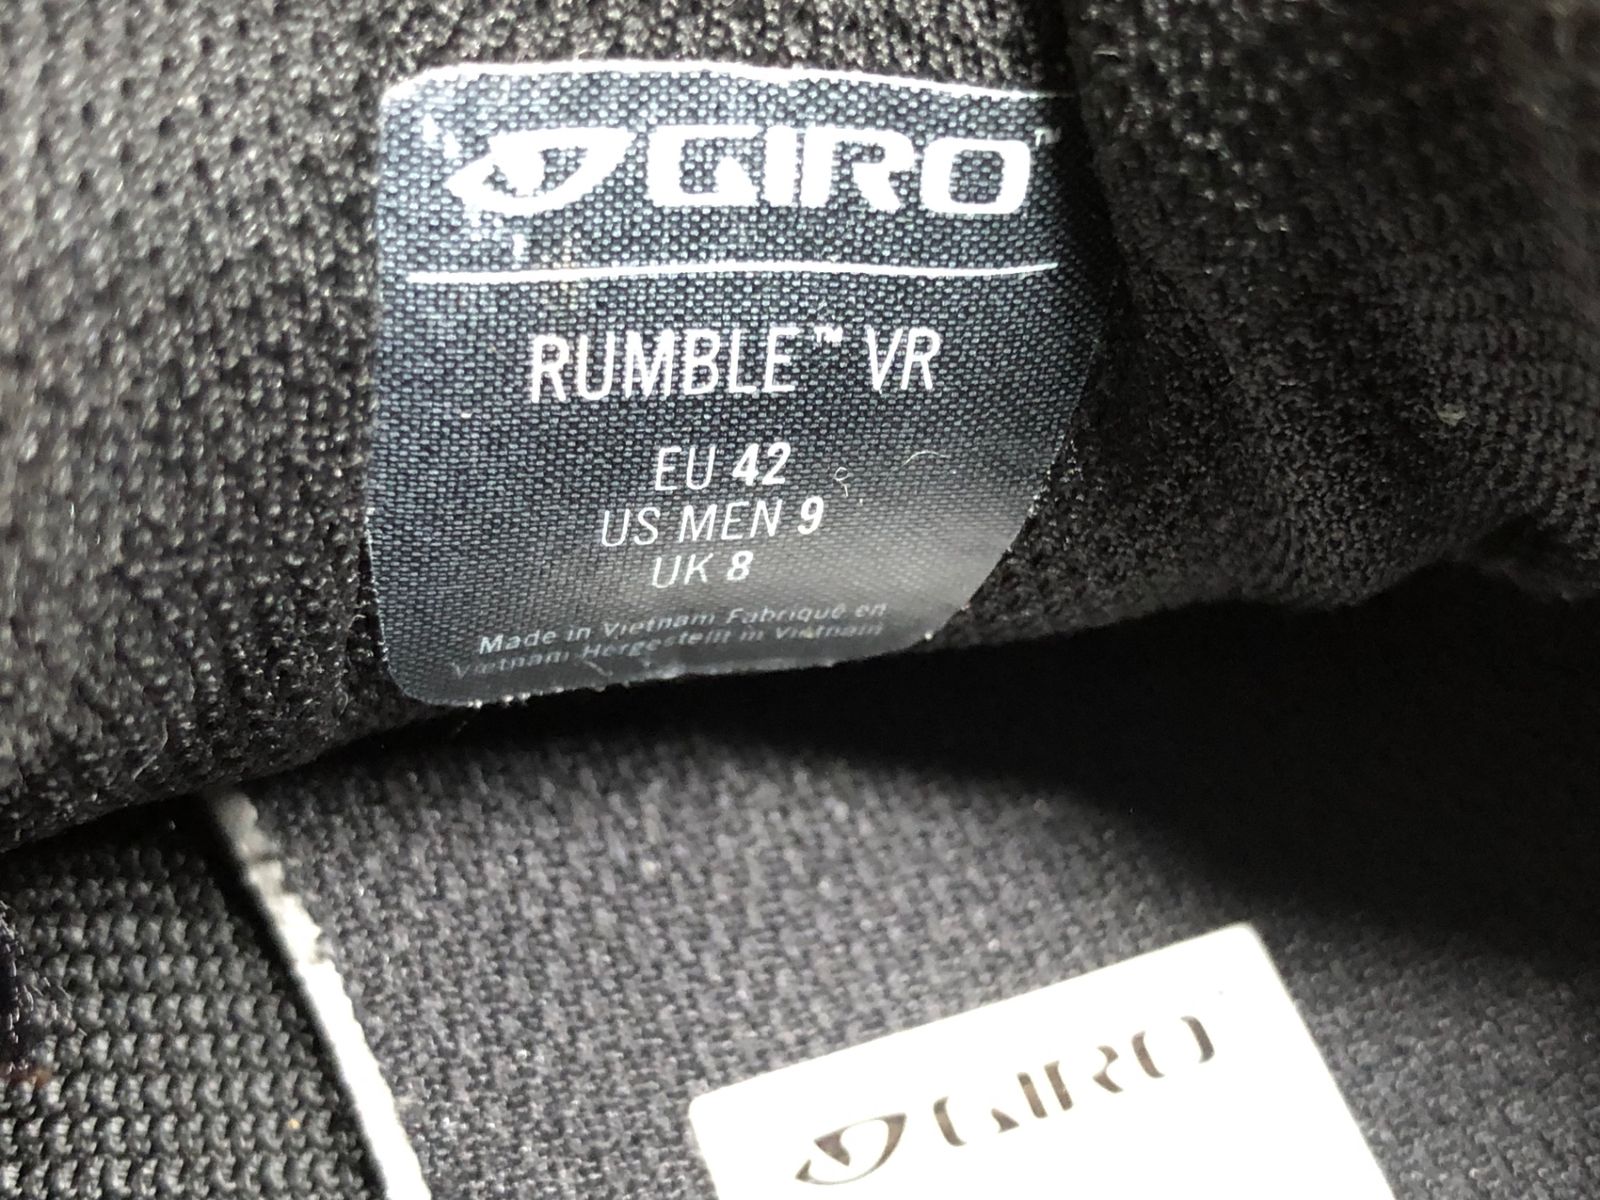 GIRO™
RUMBLE™ VR
EU 42
US MEN 9
UK 8
Made in Vietnam Fabriqué en
Vietnam Hergestellt in Vietnam
GIRO